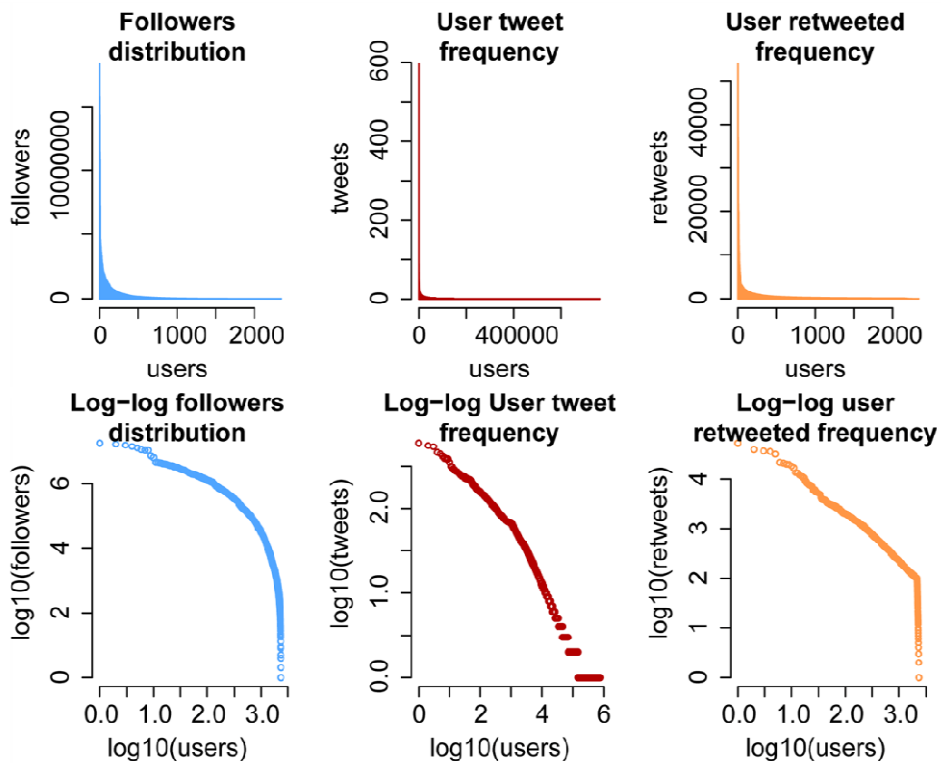 Followers
distribution
followers
0
10000000
0
1000
2000
users
User tweet
frequency
tweets
0
200
400
600
0
400000
users
User retweeted
frequency
retweets
0
20000
40000
0
1000
2000
users
Log−log followers
distribution
log10(followers)
0
2
4
6
0.0
1.0
2.0
3.0
log10(users)
Log−log User tweet
frequency
log10(tweets)
0.0
1.0
2.0
0
2
4
6
log10(users)
Log−log user
retweeted frequency
log10(retweets)
0
1
2
3
4
0.0
1.0
2.0
3.0
log10(users)